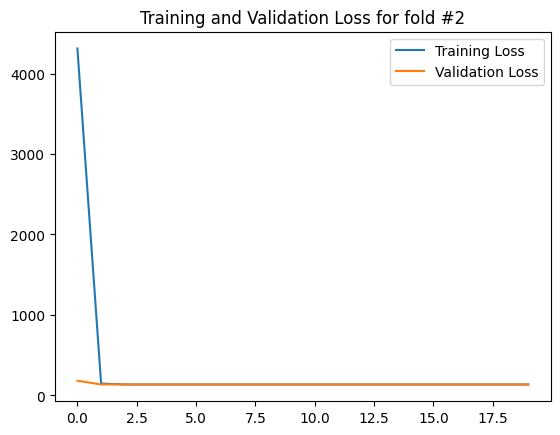 Training and Validation Loss for fold #2
Training Loss
Validation Loss
4000
3000
2000
1000
0
0.0 2.5 5.0 7.5 10.0 12.5 15.0 17.5